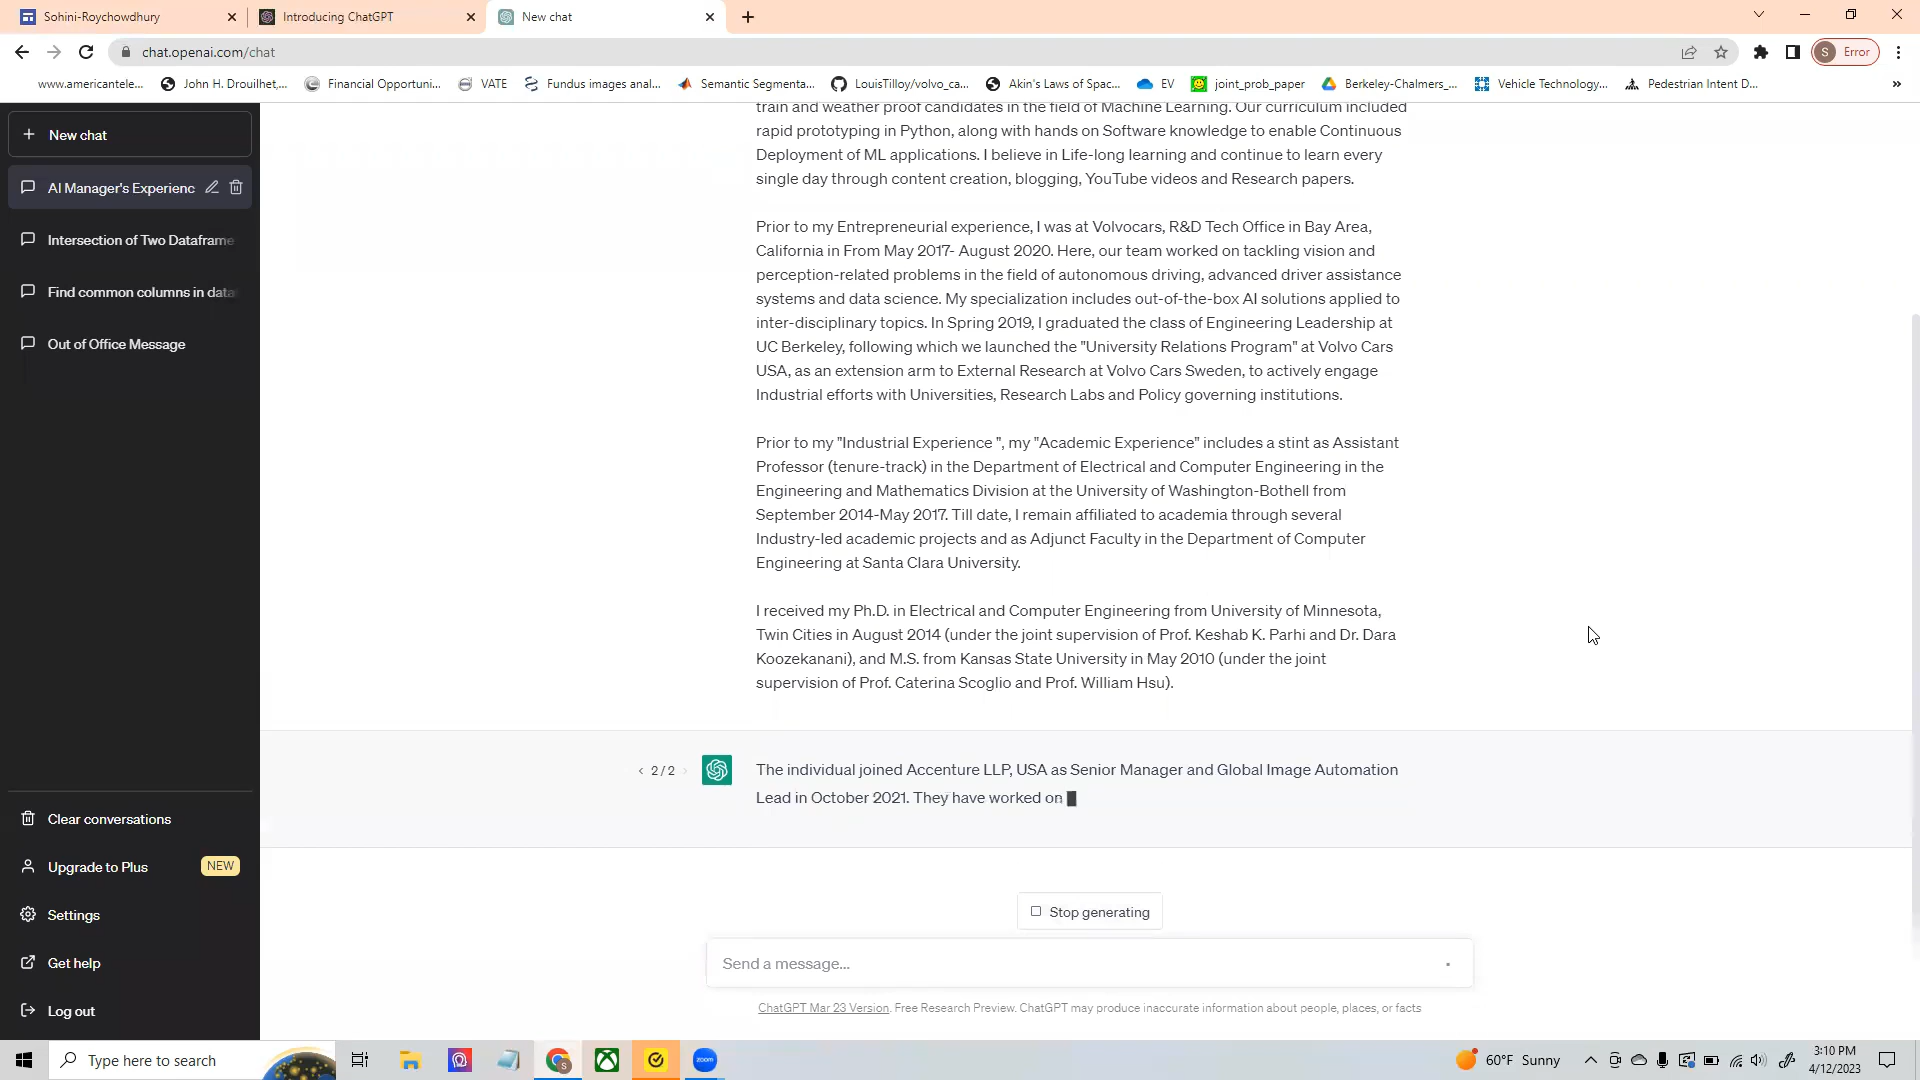 Sohini-Roychowdhury
Introducing ChatGPT
New chat
chat.openai.com/chat
S Error
www.americantele...
John H. Drouilhet,...
Financial Opportuni...
VATE
Fundus images anal...
Semantic Segmenta...
LouisTilloy/volvo_ca...
Akin's Laws of Spac...
EV
joint_prob_paper
Berkeley-Chalmers_...
Vehicle Technology...
Pedestrian Intent D...
»
New chat
AI Manager's Experienc
Intersection of Two Dataframe
Find common columns in data
Out of Office Message
Clear conversations
Upgrade to Plus NEW
Settings
Get help
Log out
train and weather proof candidates in the field of Machine Learning. Our curriculum included
rapid prototyping in Python, along with hands on Software knowledge to enable Continuous
Deployment of ML applications. I believe in Life-long learning and continue to learn every
single day through content creation, blogging, YouTube videos and Research papers.
Prior to my Entrepreneurial experience, I was at Volvocars, R&D Tech Office in Bay Area,
California in From May 2017- August 2020. Here, our team worked on tackling vision and
perception-related problems in the field of autonomous driving, advanced driver assistance
systems and data science. My specialization includes out-of-the-box AI solutions applied to
inter-disciplinary topics. In Spring 2019, I graduated the class of Engineering Leadership at
UC Berkeley, following which we launched the "University Relations Program" at Volvo Cars
USA, as an extension arm to External Research at Volvo Cars Sweden, to actively engage
Industrial efforts with Universities, Research Labs and Policy governing institutions.
Prior to my "Industrial Experience ", my "Academic Experience" includes a stint as Assistant
Professor (tenure-track) in the Department of Electrical and Computer Engineering in the
Engineering and Mathematics Division at the University of Washington-Bothell from
September 2014-May 2017. Till date, I remain affiliated to academia through several
Industry-led academic projects and as Adjunct Faculty in the Department of Computer
Engineering at Santa Clara University.
I received my Ph.D. in Electrical and Computer Engineering from University of Minnesota,
Twin Cities in August 2014 (under the joint supervision of Prof. Keshab K. Parhi and Dr. Dara
Koozekanani), and M.S. from Kansas State University in May 2010 (under the joint
supervision of Prof. Caterina Scoglio and Prof. William Hsu).
< 2/2 >
The individual joined Accenture LLP, USA as Senior Manager and Global Image Automation
Lead in October 2021. They have worked on
Stop generating
Send a message...
ChatGPT Mar 23 Version. Free Research Preview. ChatGPT may produce inaccurate information about people, places, or facts
Type here to search
zoom
60°F Sunny
3:10 PM
4/12/2023